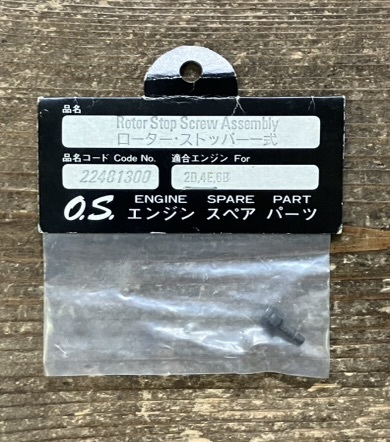 品名
Rotor Stop Screw Assembly
ローター・ストッパー一式
品名コード Code No. 適合エンジン For
22481300 2D,4E,6B
O.S. ENGINE SPARE PART
エンジン スペア パーツ